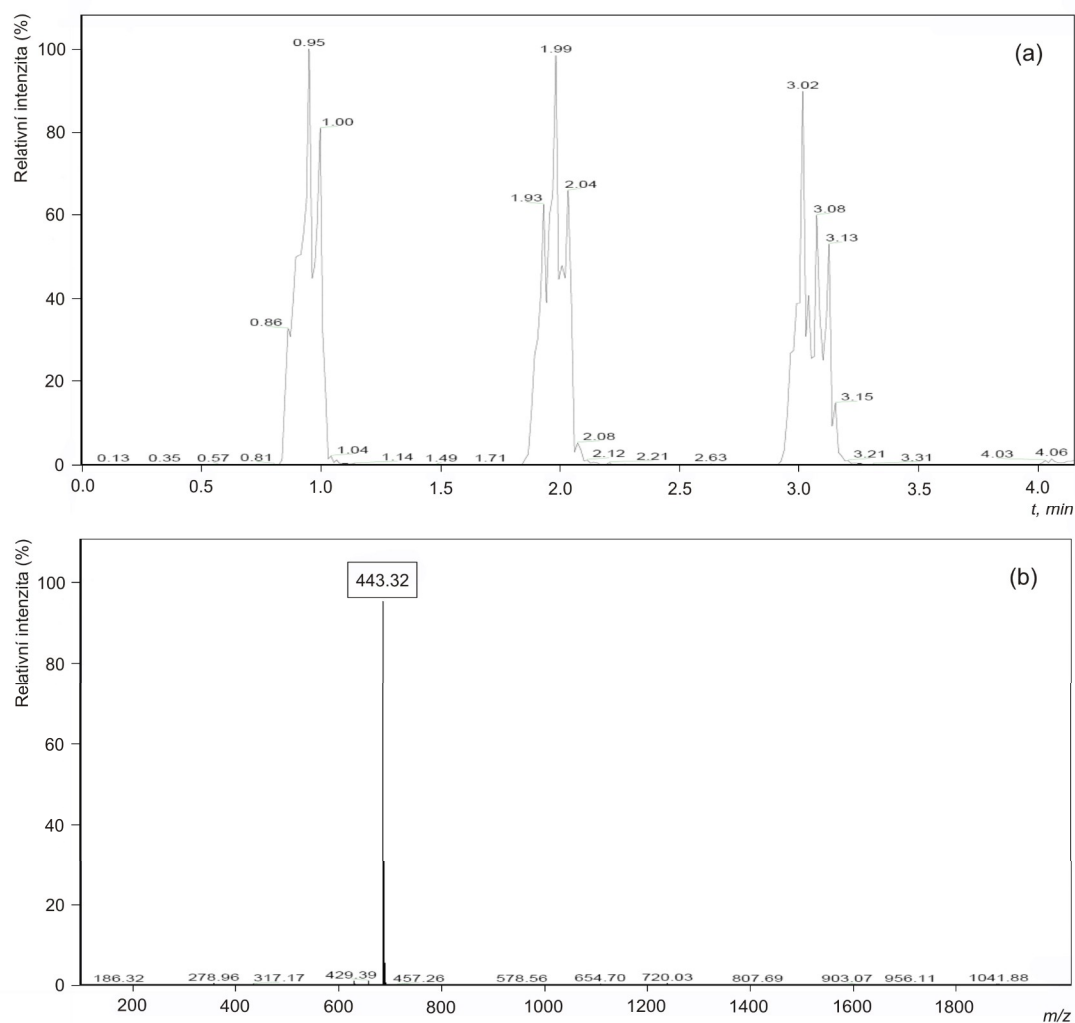 Relativní intenzita (%)
(a)
100
80
60
40
20
0
0.95
1.00
0.86
1.99
1.93
2.04
3.02
3.08
3.13
3.15
2.08
0.13 0.35 0.57 0.81 1.04 1.14 1.49 1.71 2.12 2.21 2.63 3.21 3.31 4.03 4.06
0.0 0.5 1.0 1.5 2.0 2.5 3.0 3.5 4.0
t, min
Relativní intenzita (%)
(b)
443.32
100
80
60
40
20
0
186.32 278.96 317.17 429.39 457.26 578.56 654.70 720.03 807.69 903.07 956.11 1041.88
200 400 600 800 1000 1200 1400 1600 1800
m/z